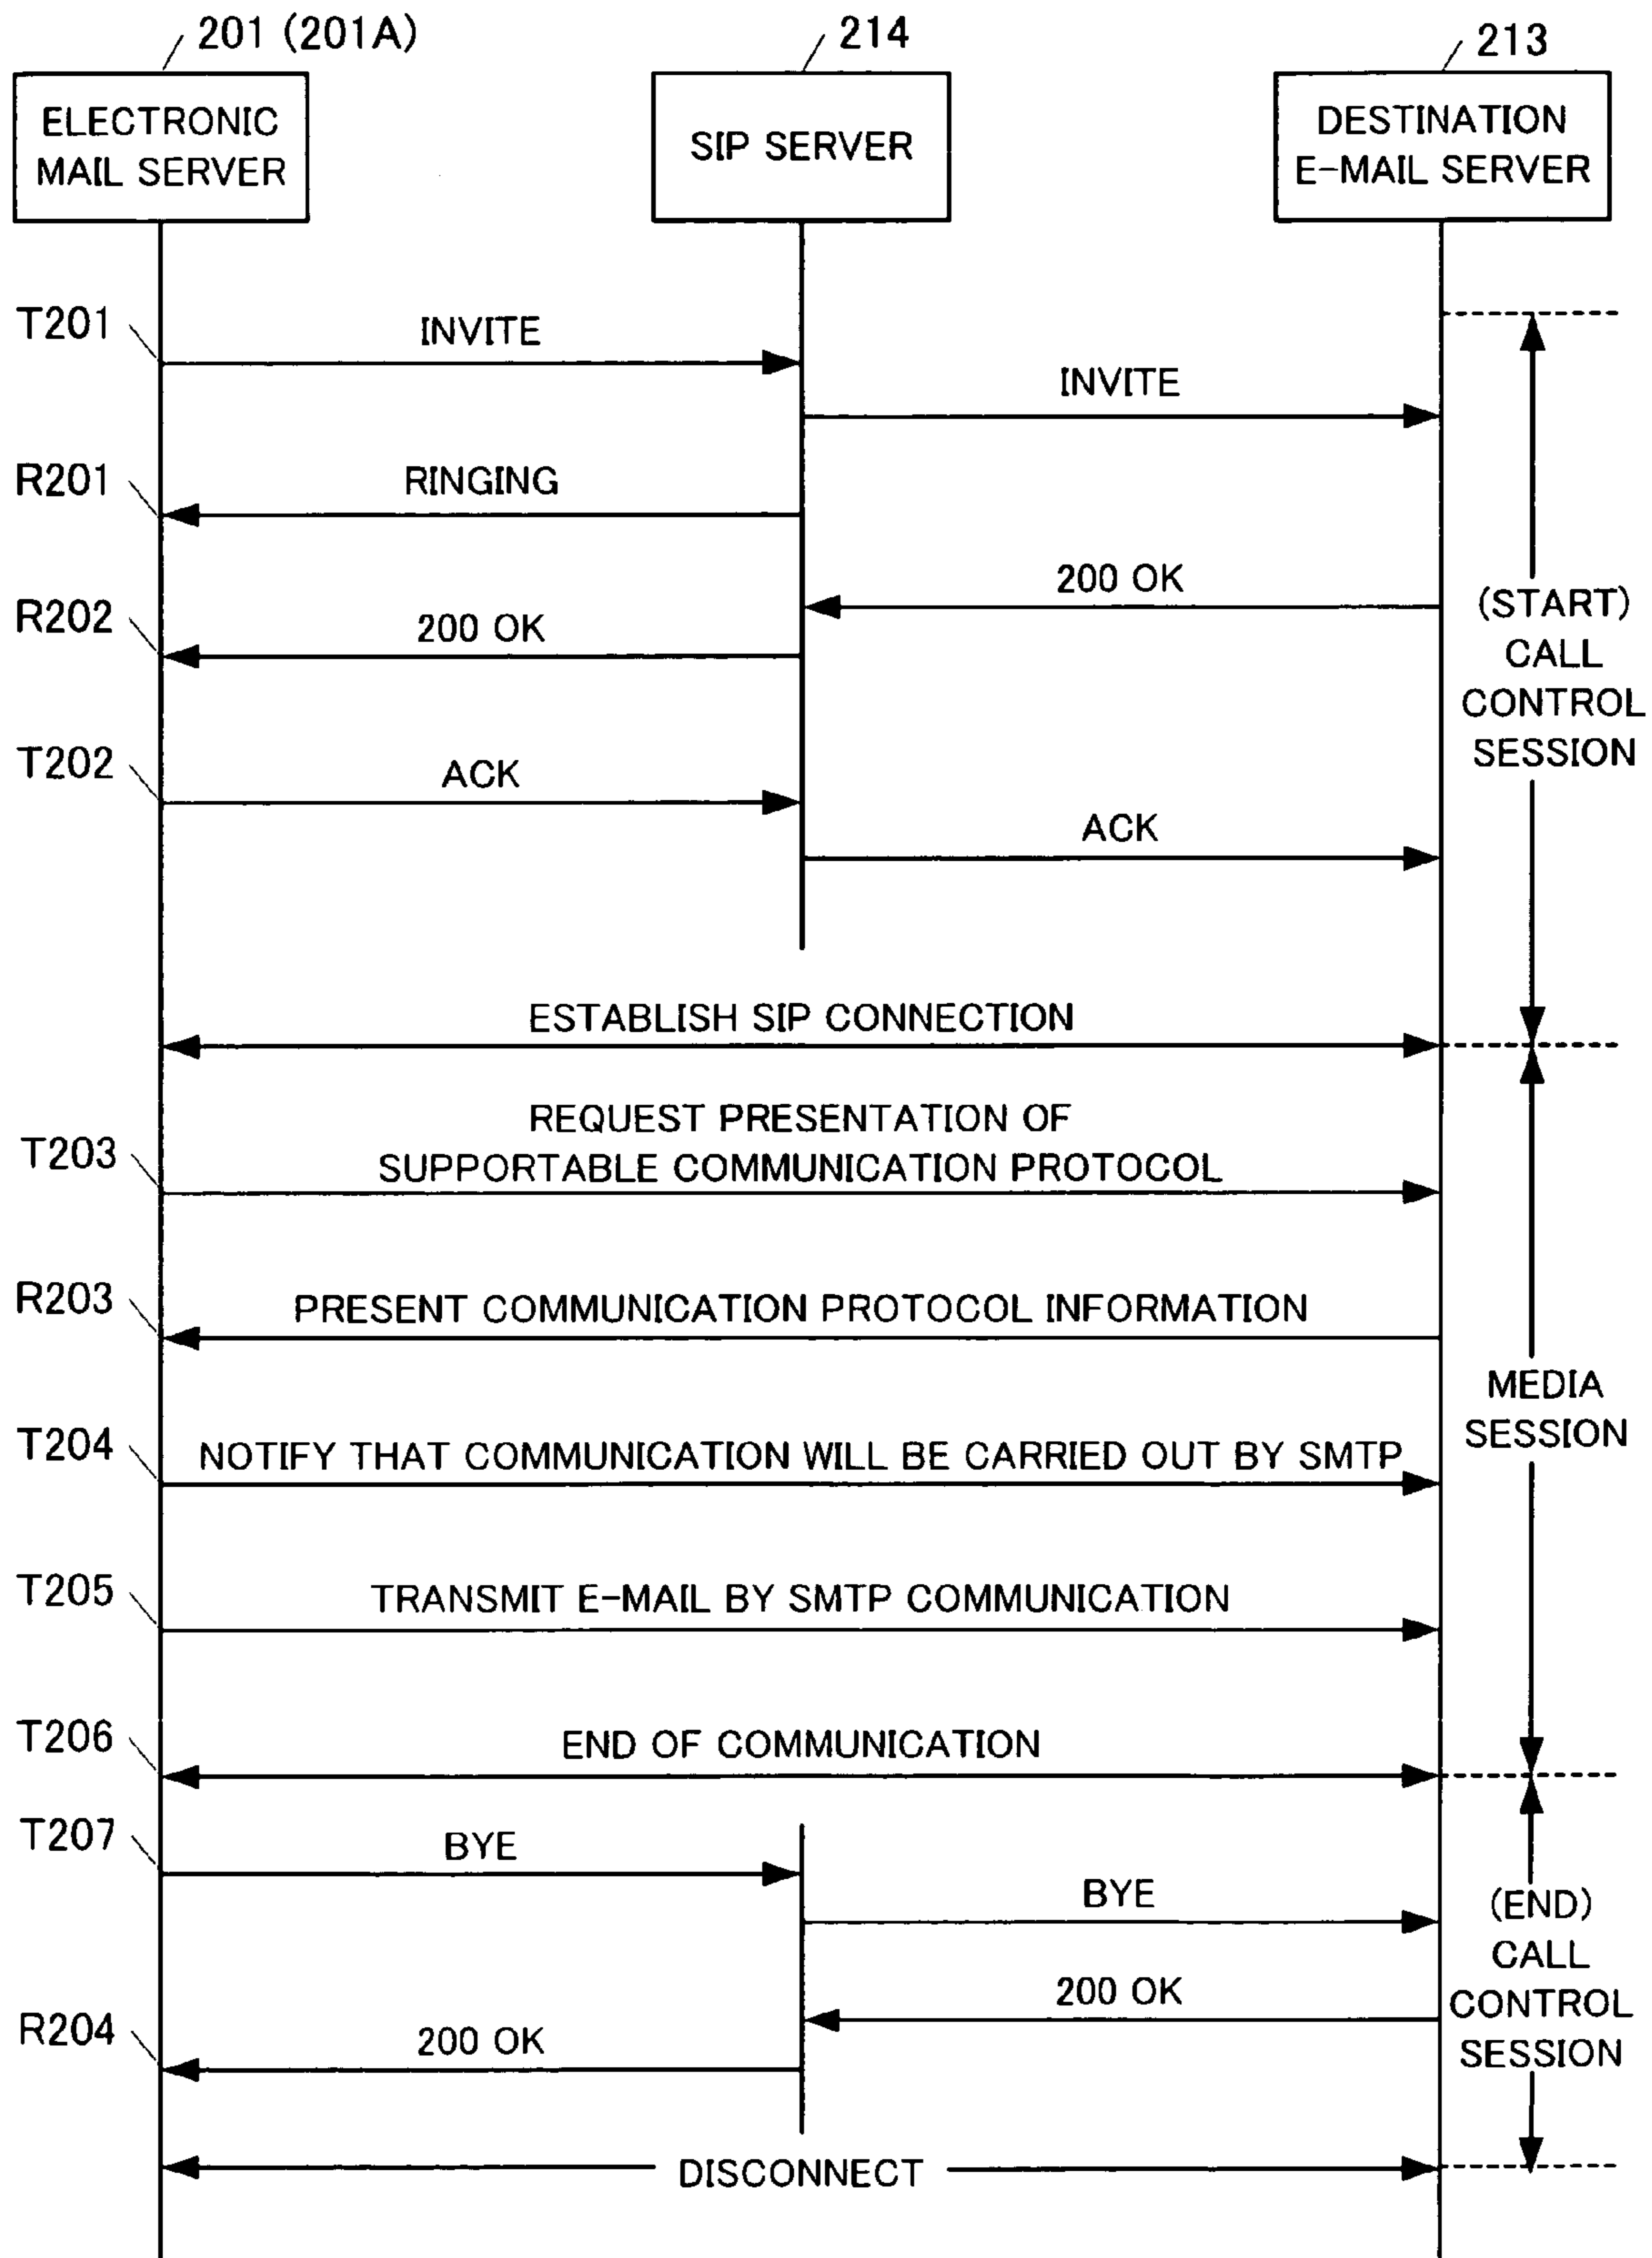 201 (201A)
214
213
ELECTRONIC
MAIL SERVER
SIP SERVER
DESTINATION
E-MAIL SERVER
T201
INVITE
INVITE
R201
RINGING
200 OK
R202
200 OK
(START)
CALL
CONTROL
SESSION
T202
ACK
ACK
ESTABLISH SIP CONNECTION
REQUEST PRESENTATION OF
SUPPORTABLE COMMUNICATION PROTOCOL
T203
R203
PRESENT COMMUNICATION PROTOCOL INFORMATION
MEDIA
SESSION
T204
NOTIFY THAT COMMUNICATION WILL BE CARRIED OUT BY SMTP
T205
TRANSMIT E-MAIL BY SMTP COMMUNICATION
T206
END OF COMMUNICATION
T207
BYE
BYE
(END)
CALL
CONTROL
SESSION
200 OK
R204
200 OK
DISCONNECT